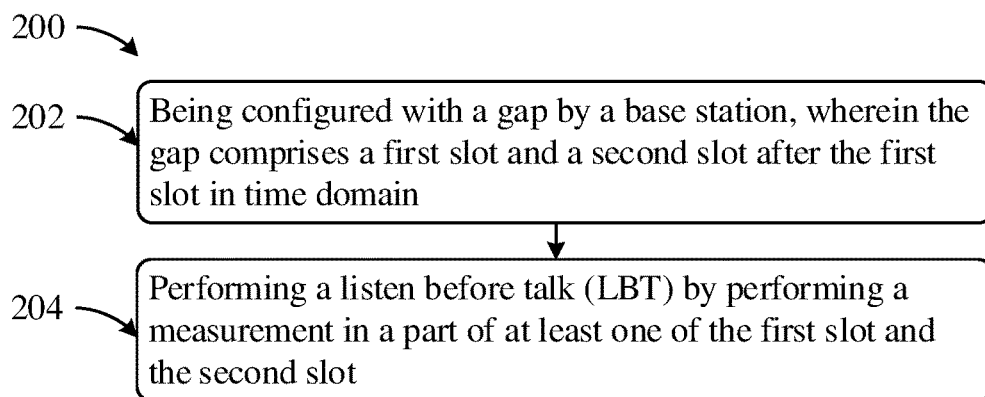 200
202
Being configured with a gap by a base station, wherein the
gap comprises a first slot and a second slot after the first
slot in time domain
204
Performing a listen before talk (LBT) by performing a
measurement in a part of at least one of the first slot and
the second slot